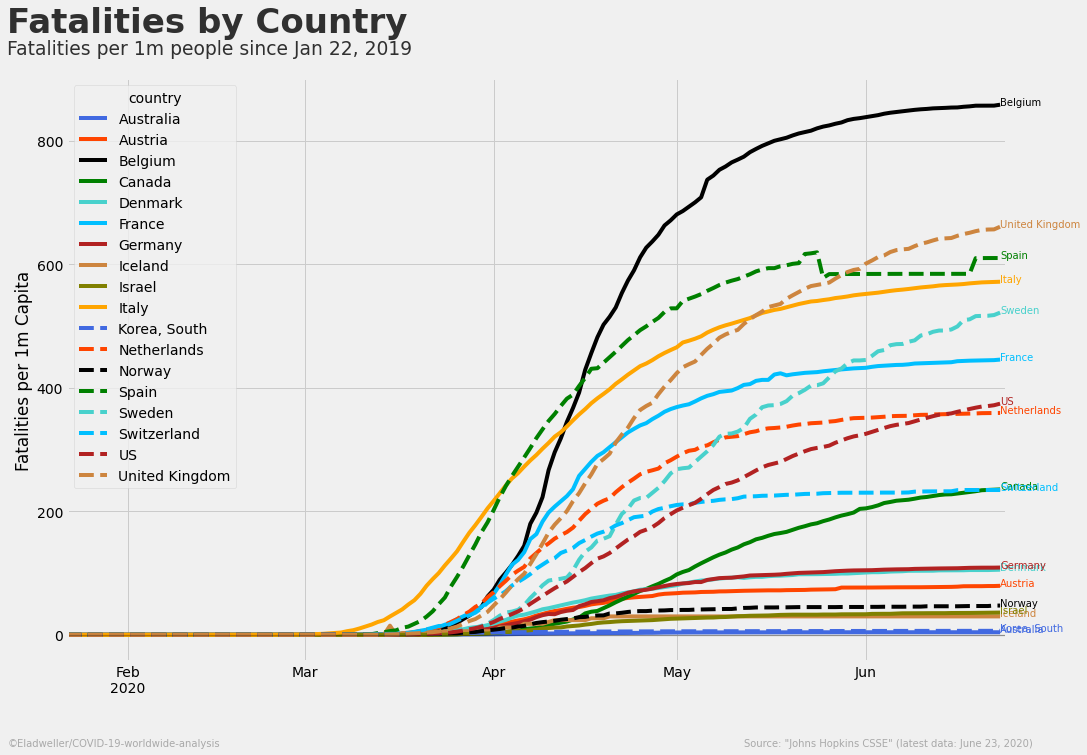 Fatalities by Country
Fatalities per 1m people since Jan 22, 2019
Fatalities per 1m Capita
800
600
400
200
0
country
Australia
Austria
Belgium
Canada
Denmark
France
Germany
Iceland
Israel
Italy
Korea, South
Netherlands
Norway
Spain
Sweden
Switzerland
US
United Kingdom
Belgium
United Kingdom
Spain
Italy
Sweden
France
US
Netherlands
Canada
Switzerland
Germany
Denmark
Austria
Norway
Israel
Iceland
Korea, South
Australia
Feb
2020
Mar
Apr
May
Jun
©Eladweller/COVID-19-worldwide-analysis
Source: "Johns Hopkins CSSE" (latest data: June 23, 2020)